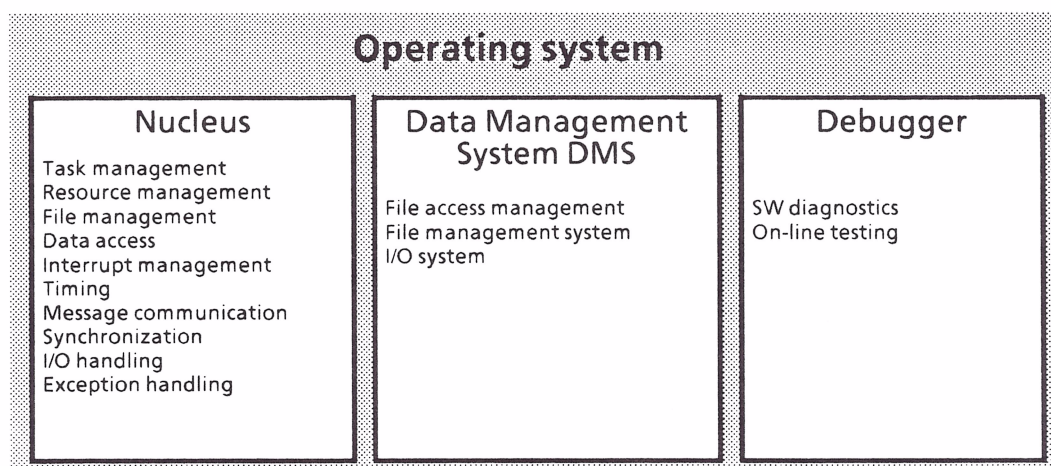 Operating system
Nucleus
Task management
Resource management
File management
Data access
Interrupt management
Timing
Message communication
Synchronization
I/O handling
Exception handling
Data Management
System DMS
File access management
File management system
I/O system
Debugger
SW diagnostics
On-line testing